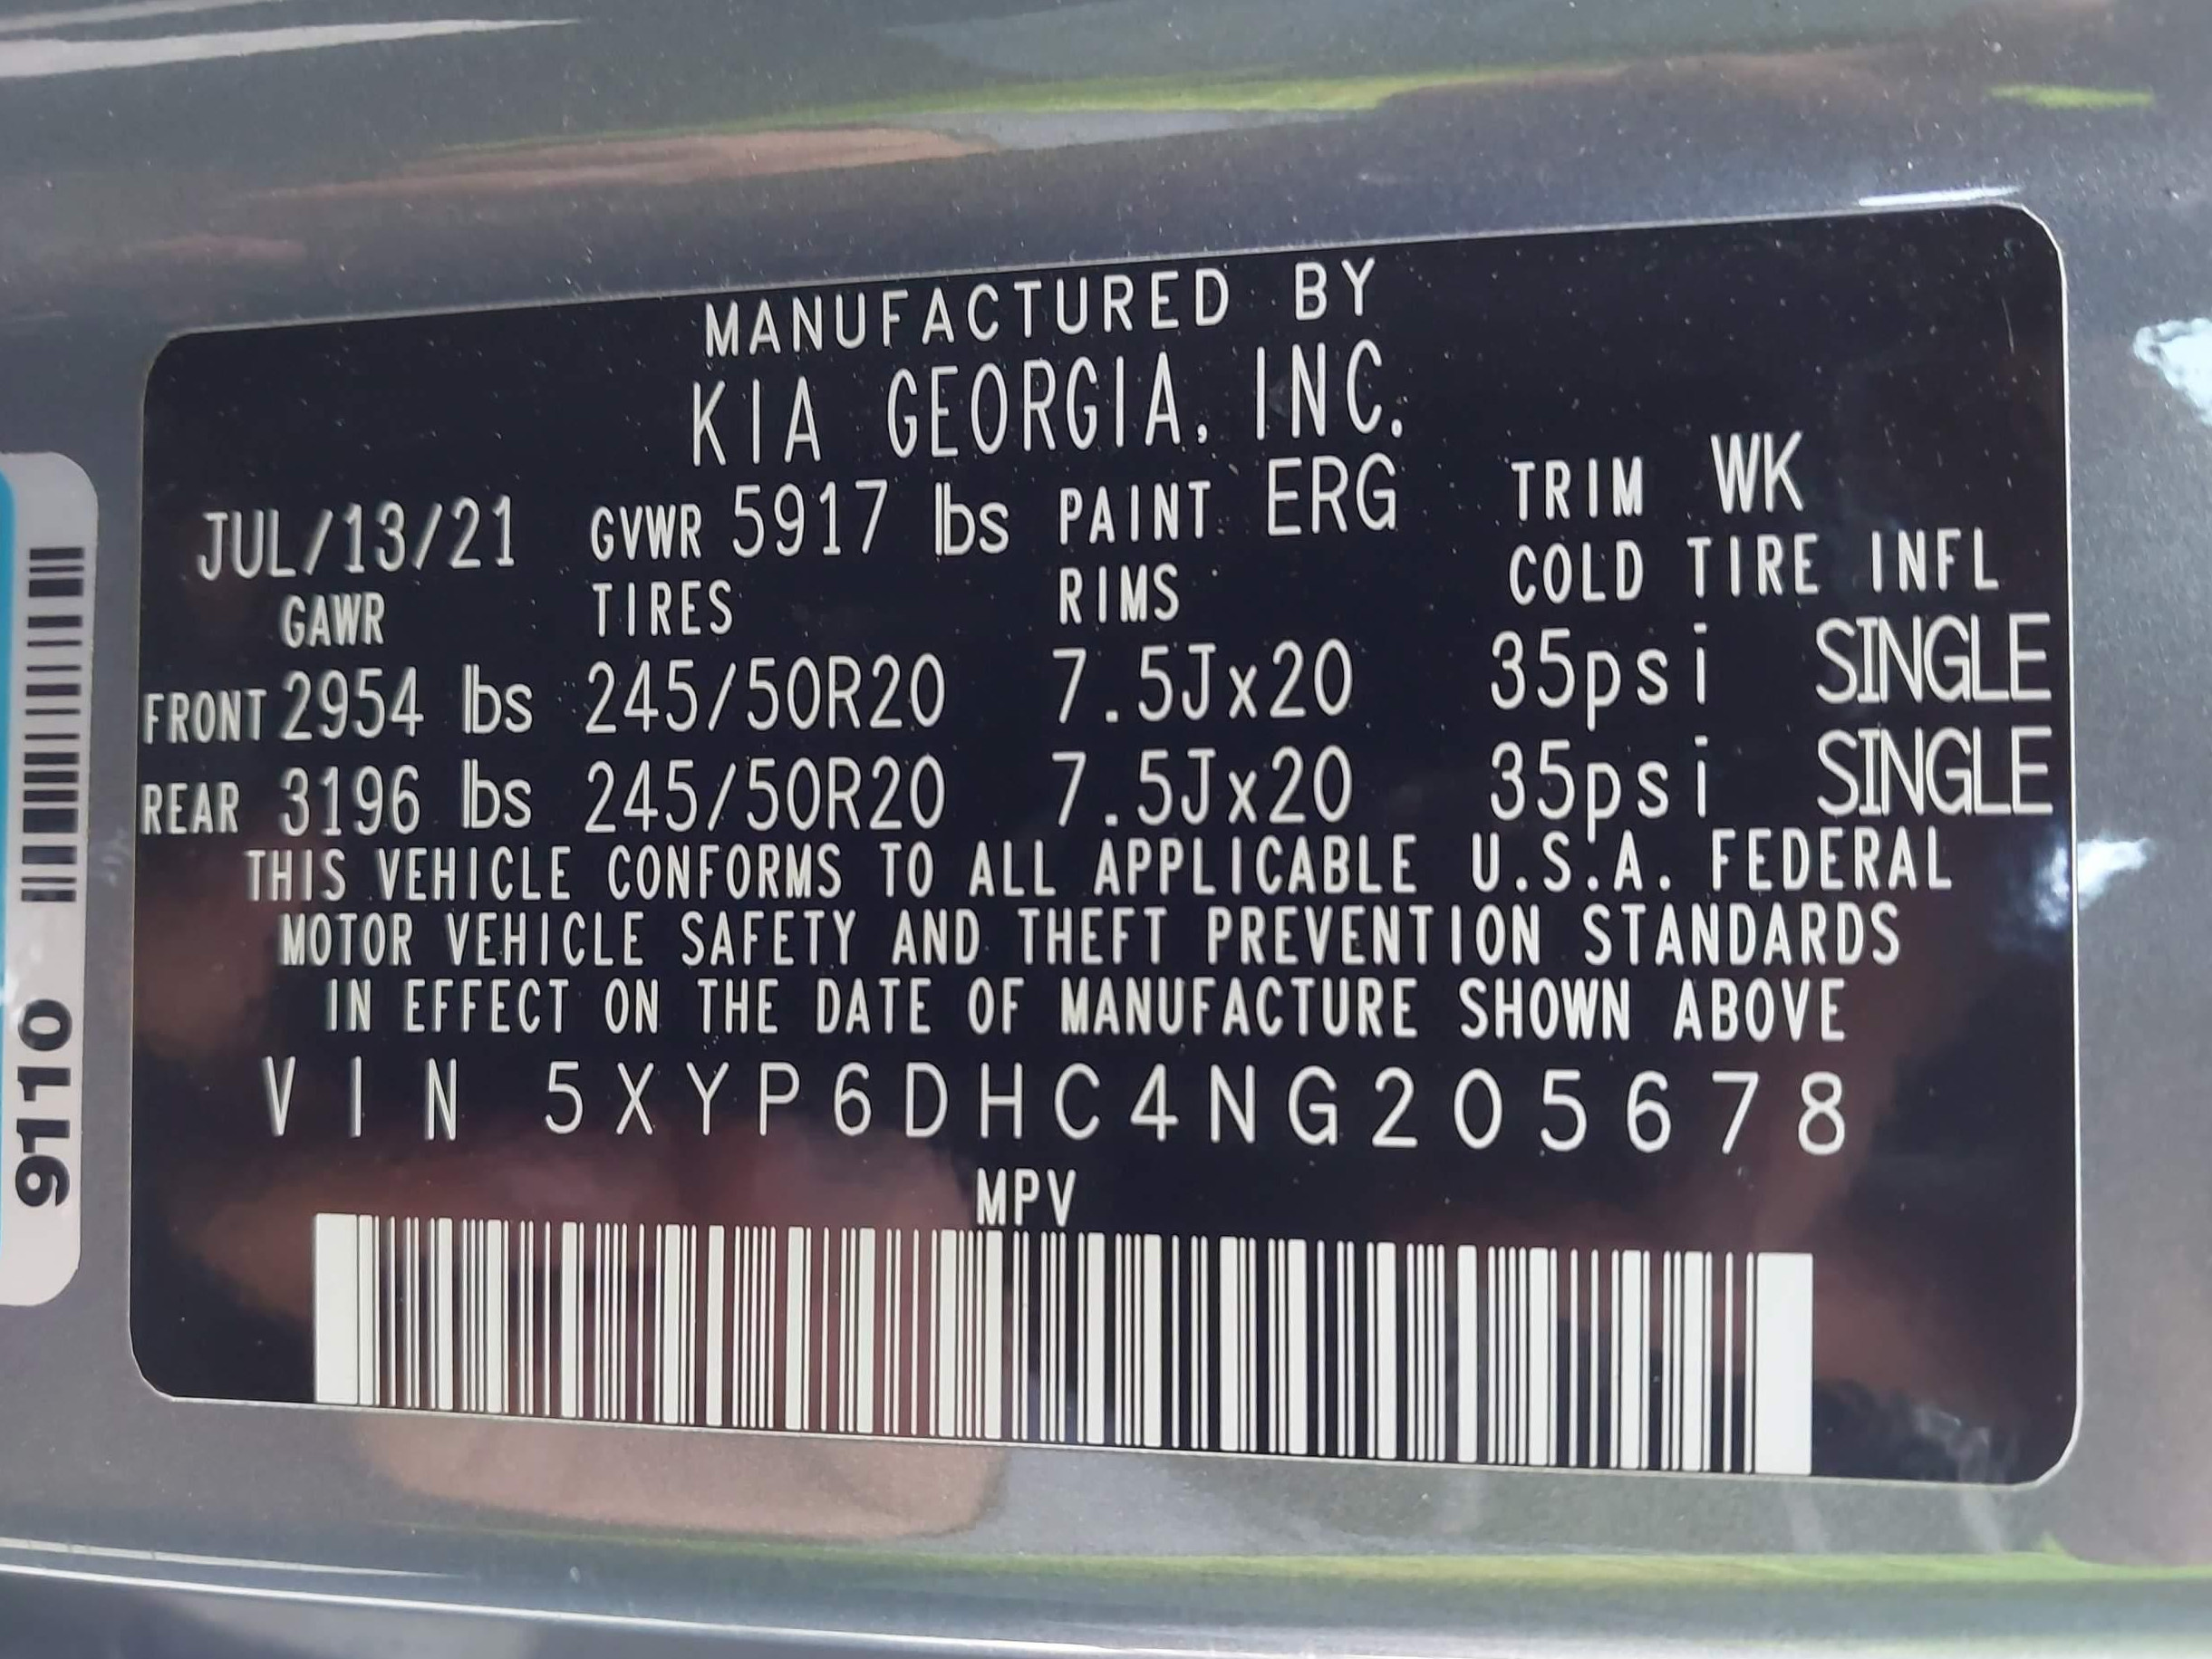 MANUFACTURED BY
KIA GEORGIA, INC.
JUL/13/21 GVWR 5917 lbs PAINT ERG TRIM WK
GAWR TIRES RIMS COLD TIRE INFL
FRONT 2954 lbs 245/50R20 7.5Jx20 35psi SINGLE
REAR 3196 lbs 245/50R20 7.5Jx20 35psi SINGLE
THIS VEHICLE CONFORMS TO ALL APPLICABLE U.S.A. FEDERAL
MOTOR VEHICLE SAFETY AND THEFT PREVENTION STANDARDS
IN EFFECT ON THE DATE OF MANUFACTURE SHOWN ABOVE
VIN 5XYP6DHC4NG205678
MPV
9110